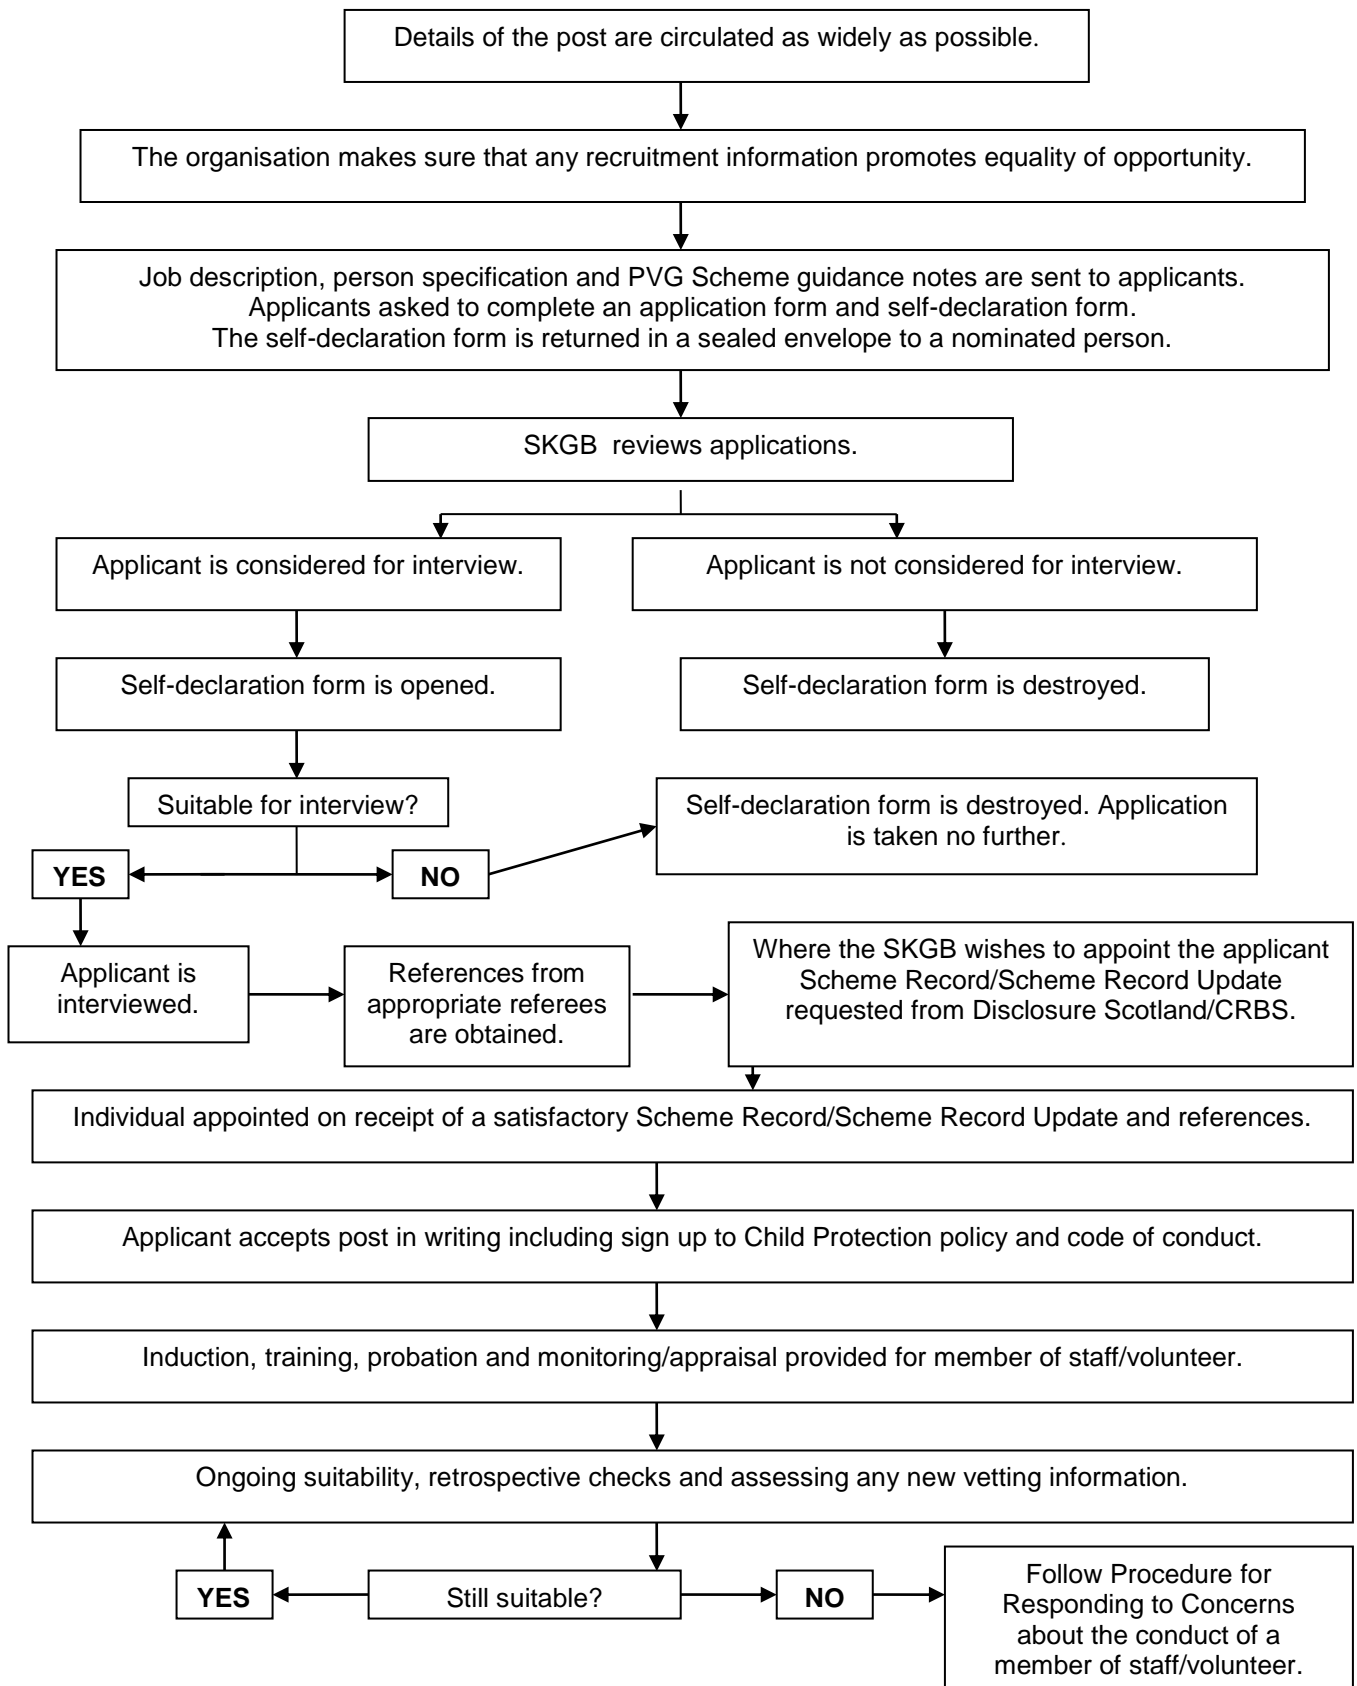 Details of the post are circulated as widely as possible.
The organisation makes sure that any recruitment information promotes equality of opportunity.
Job description, person specification and PVG Scheme guidance notes are sent to applicants.
Applicants asked to complete an application form and self-declaration form.
The self-declaration form is returned in a sealed envelope to a nominated person.
SKGB  reviews applications.
Applicant is considered for interview.
Applicant is not considered for interview.
Self-declaration form is opened.
Self-declaration form is destroyed.
Suitable for interview?
Self-declaration form is destroyed. Application
is taken no further.
YES
NO
Applicant is
interviewed.
References from
appropriate referees
are obtained.
Where the SKGB wishes to appoint the applicant
Scheme Record/Scheme Record Update
requested from Disclosure Scotland/CRBS.
Individual appointed on receipt of a satisfactory Scheme Record/Scheme Record Update and references.
Applicant accepts post in writing including sign up to Child Protection policy and code of conduct.
Induction, training, probation and monitoring/appraisal provided for member of staff/volunteer.
Ongoing suitability, retrospective checks and assessing any new vetting information.
YES
Still suitable?
NO
Follow Procedure for
Responding to Concerns
about the conduct of a
member of staff/volunteer.